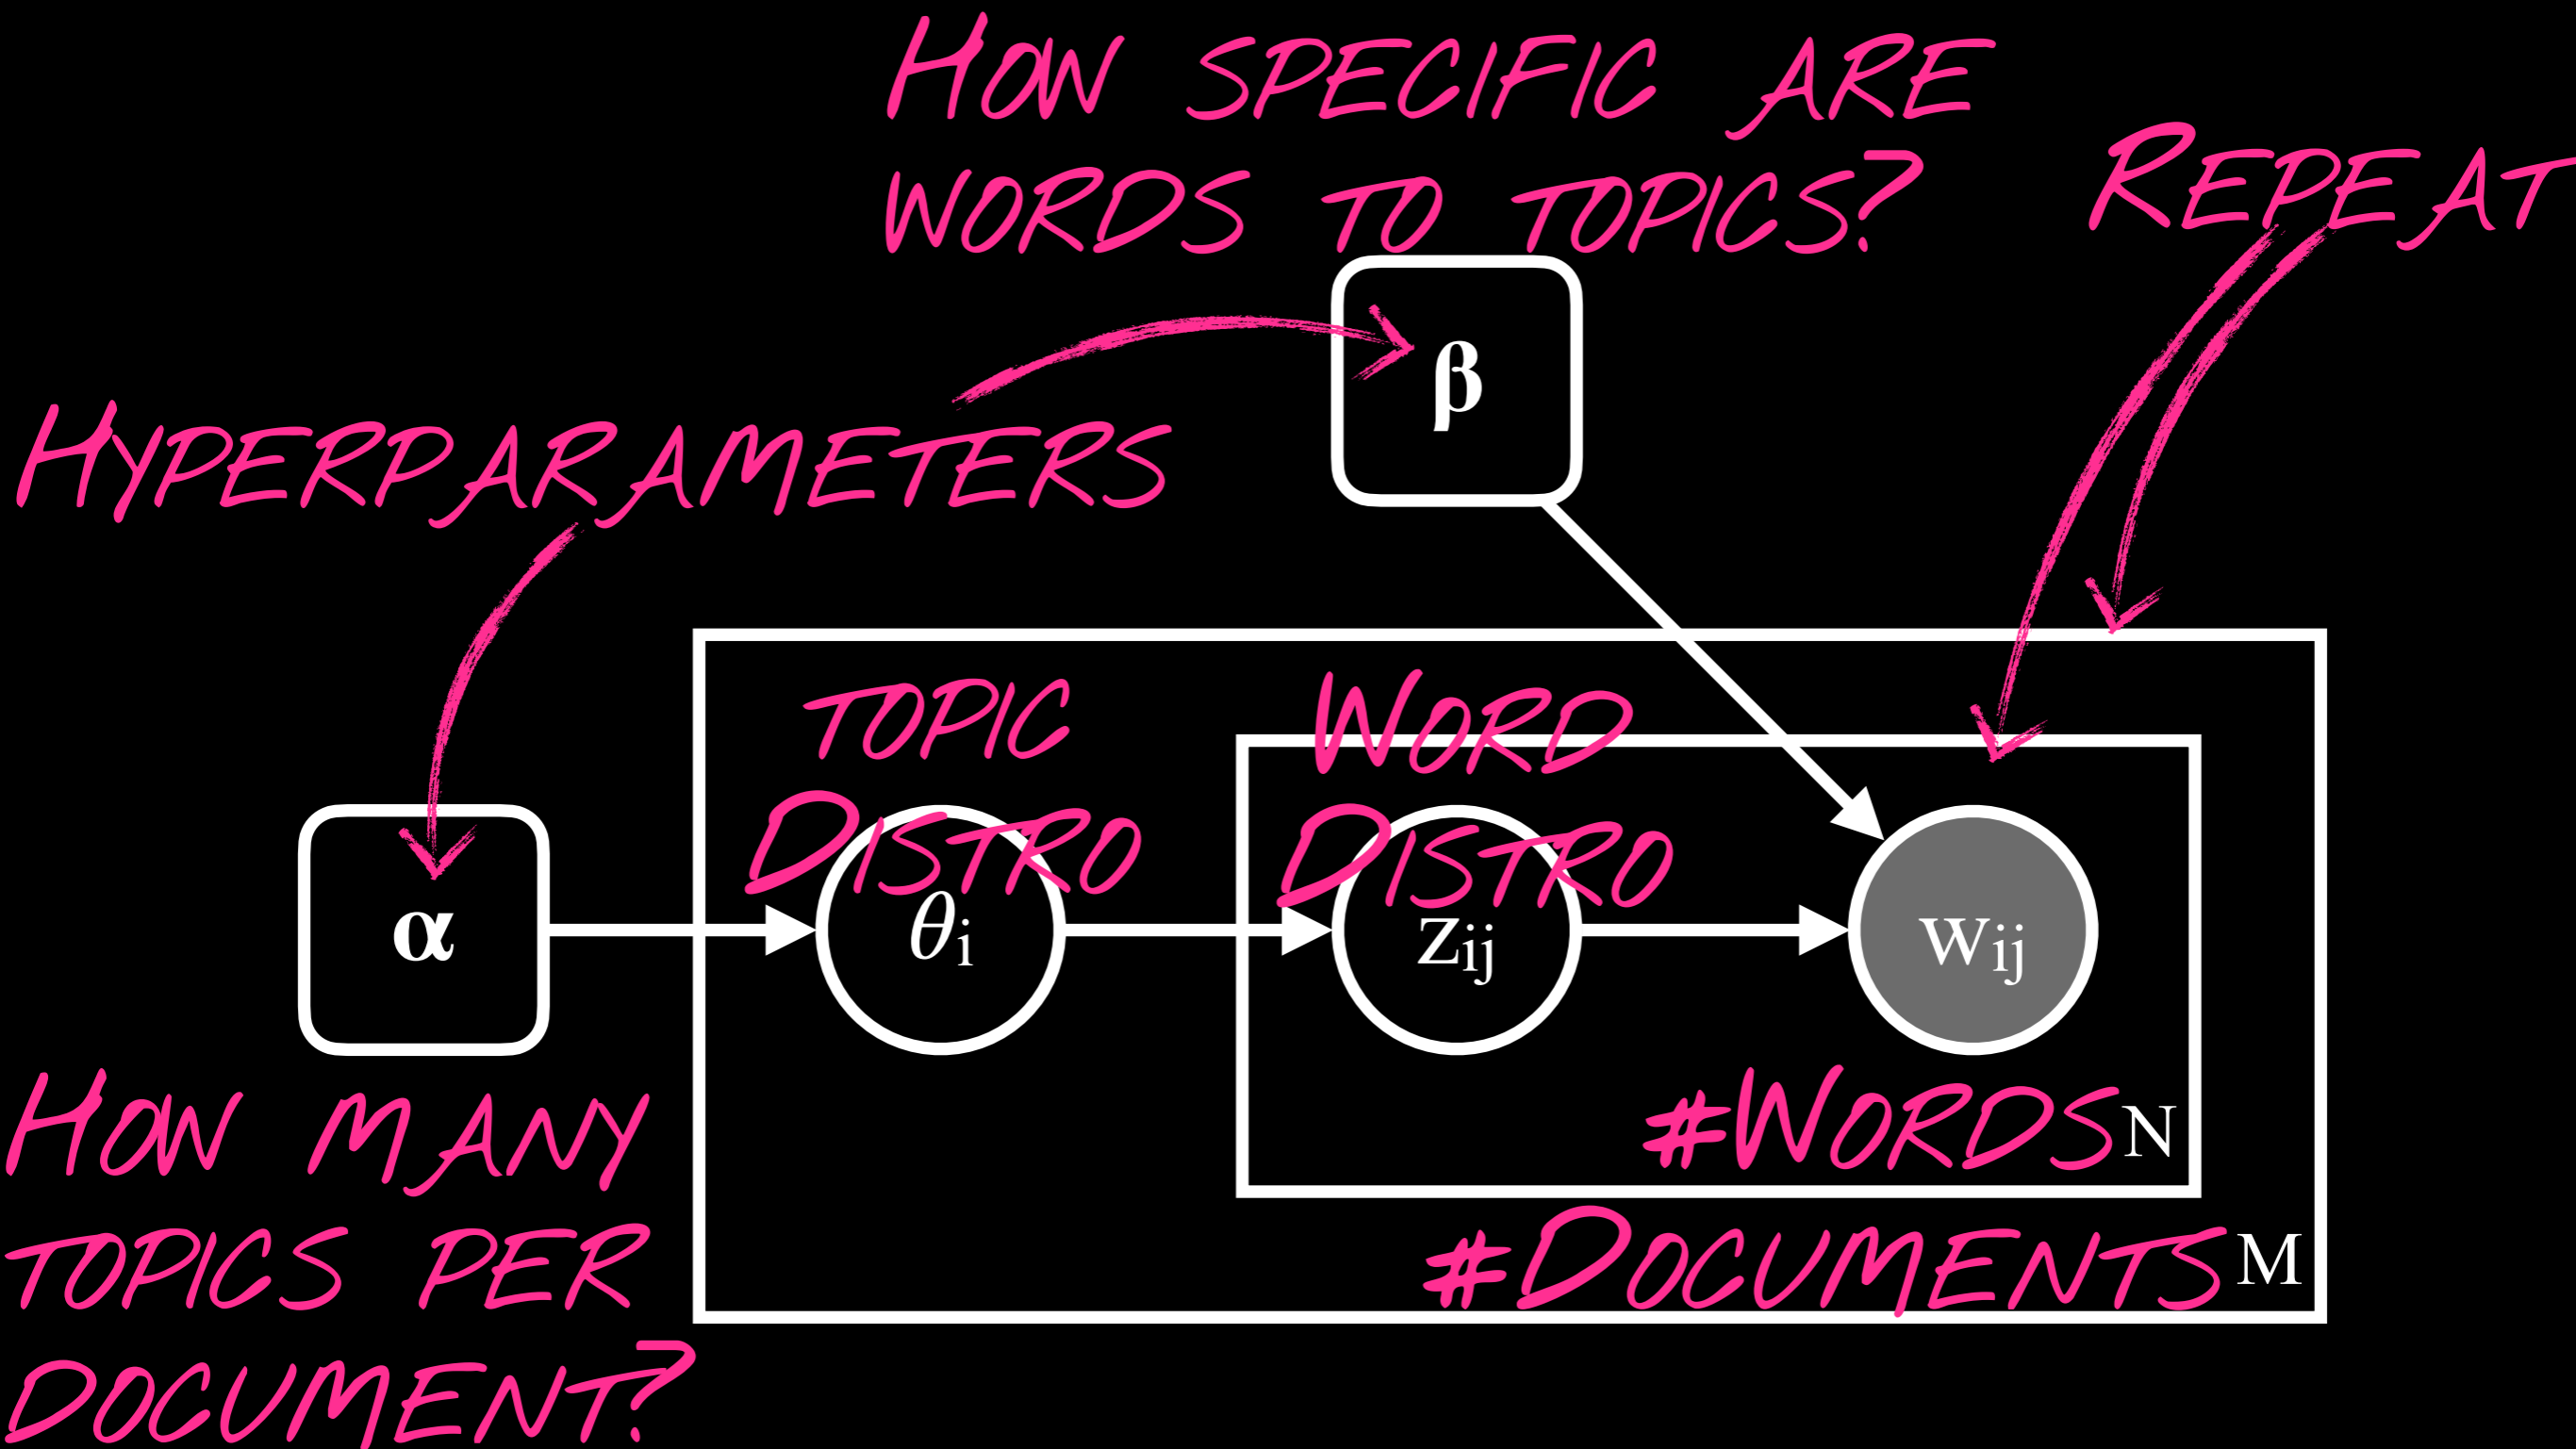 How specific are
words to topics?
Repeat
β
Hyperparameters
topic
Distro
Word
Distro
α
θi
zij
wij
#Words N
#Documents M
How many
topics per
document?